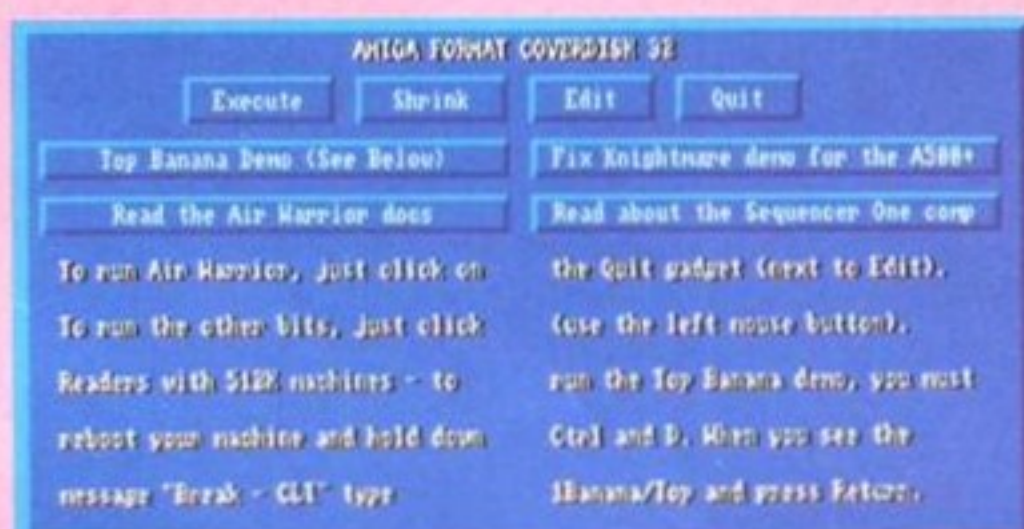 AMIGA FORMAT COVERDISK 32
Execute Shrink Edit Quit
Top Banana Demo (See Below) Fix Knightmare demo for the A500+
Read the Air Warrior docs Read about the Sequencer One comp
To run Air Warrior, just click on the Quit gadget (next to Edit).
To run the other bits, just click (use the left mouse button).
Readers with 512K machines - to run the Top Banana demo, you must
reboot your machine and hold down Ctrl and D. When you see the
message "Break - CLI" type 1Banana/Top and press Return.